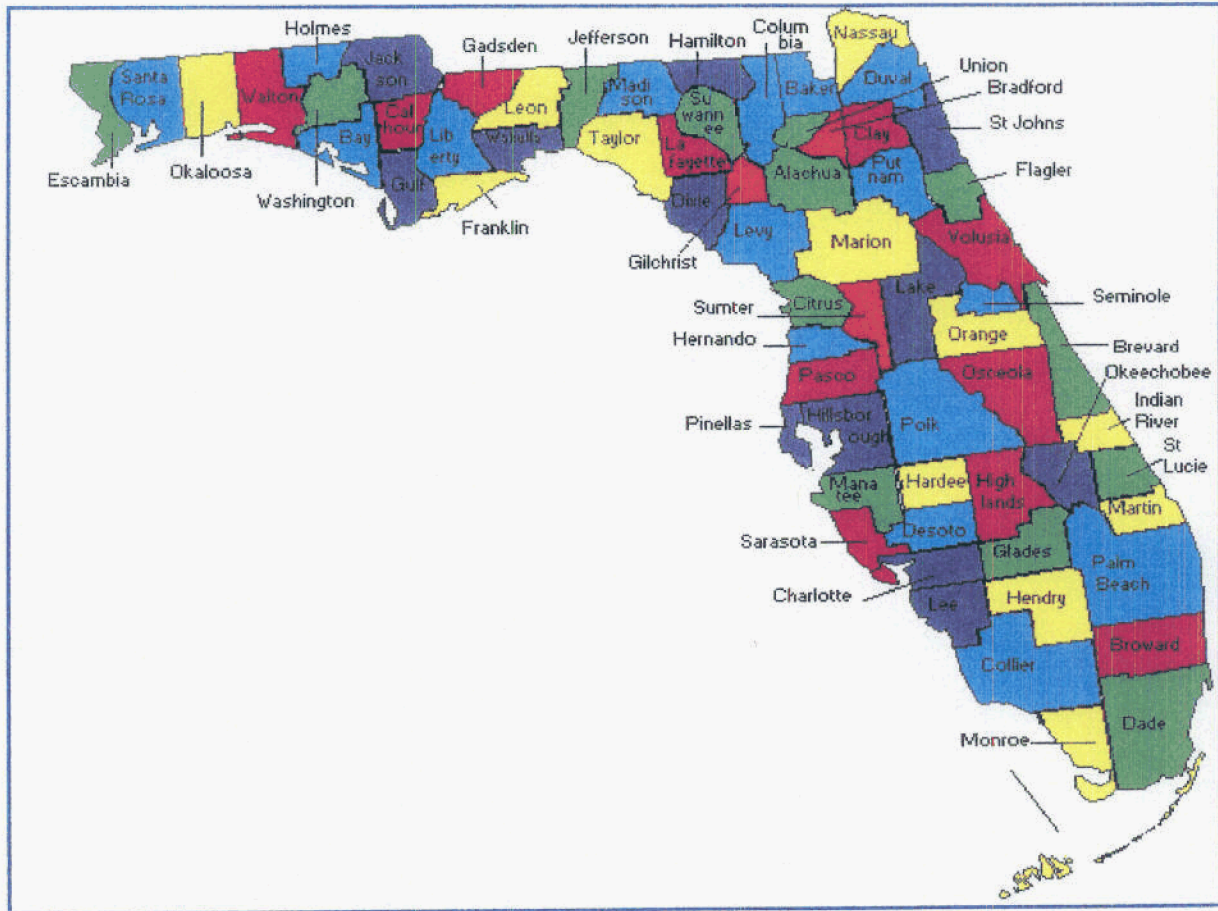 Holmes
Jefferson
Hamilton
Colum
bia
Nassau
Gadsden
Union
Jack
son
Santa
Rosa
Madi
son
Baker
Duval
Bradford
Walton
Leon
Su
wann
ee
Cal
houn
Lib
erty
Clay
St Johns
Bay
Wakulla
Taylor
La
fayette
Put
nam
Alachua
Flagler
Escambia
Okaloosa
Gulf
Dixie
Washington
Franklin
Levy
Marion
Volusia
Gilchrist
Lake
Seminole
Sumter
Citrus
Orange
Hernando
Brevard
Okeechobee
Pasco
Osceola
Indian
River
Pinellas
Hillsbor
ough
Polk
St
Lucie
Mana
tee
Hardee
High
lands
Martin
Sarasota
Desoto
Glades
Palm
Beach
Charlotte
Lee
Hendry
Broward
Collier
Dade
Monroe